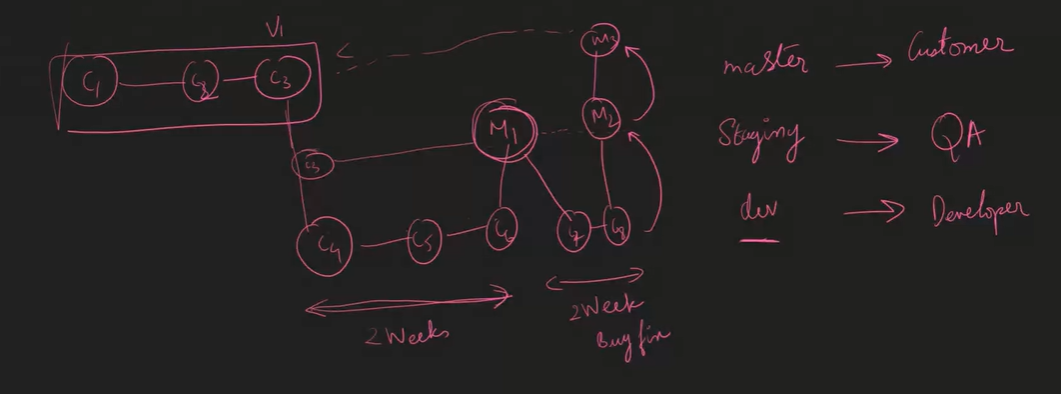 V1
C1 C2 C3
M3
master → Customer
M1
M2
Staging → QA
C3
C4 C5 C6 C7 C8
dev → Developer
2 Weeks
2 Week
Bug fix